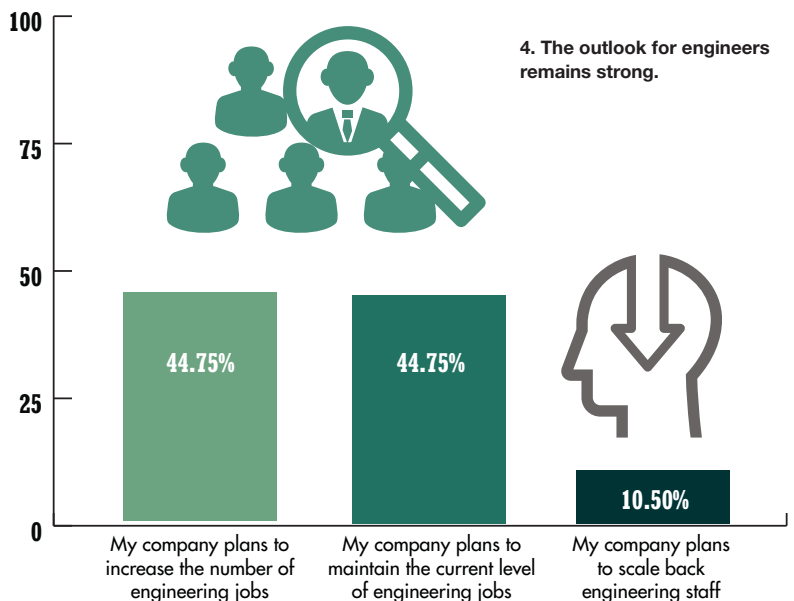 4. The outlook for engineers
remains strong.
100
75
50
25
0
44.75%
44.75%
10.50%
My company plans to
increase the number of
engineering jobs
My company plans to
maintain the current level
of engineering jobs
My company plans
to scale back
engineering staff